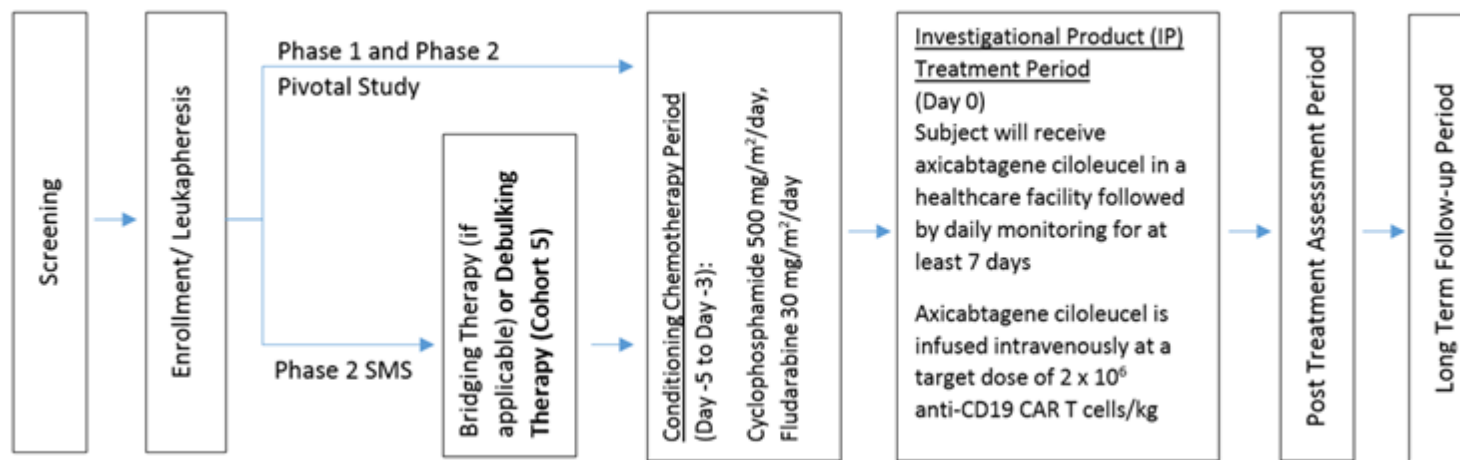 Screening
Enrollment/ Leukapheresis
Phase 1 and Phase 2
Pivotal Study
Phase 2 SMS
Bridging Therapy (if
applicable) or Debulking
Therapy (Cohort 5)
Conditioning Chemotherapy Period
(Day -5 to Day -3):
Cyclophosphamide 500 mg/m²/day,
Fludarabine 30 mg/m²/day
Investigational Product (IP)
Treatment Period
(Day 0)
Subject will receive
axicabtagene ciloleucel in a
healthcare facility followed
by daily monitoring for at
least 7 days
Axicabtagene ciloleucel is
infused intravenously at a
target dose of 2 x 10⁶
anti-CD19 CAR T cells/kg
Post Treatment Assessment Period
Long Term Follow-up Period